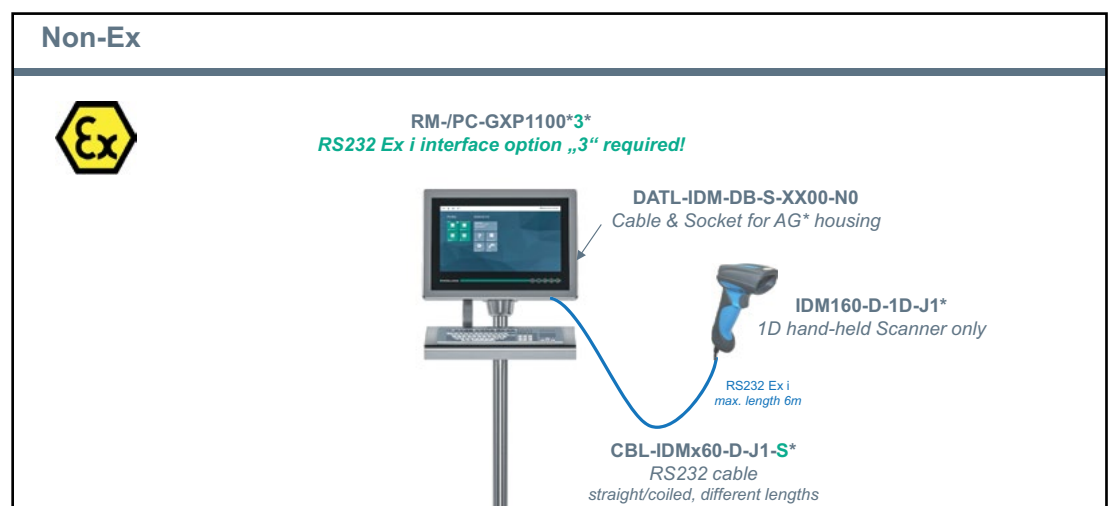 Non-Ex
Ex
RM-/PC-GXP1100*3*
RS232 Ex i interface option „3“ required!
DATL-IDM-DB-S-XX00-N0
Cable & Socket for AG* housing
IDM160-D-1D-J1*
1D hand-held Scanner only
RS232 Ex i
max. length 6m
CBL-IDMx60-D-J1-S*
RS232 cable
straight/coiled, different lengths